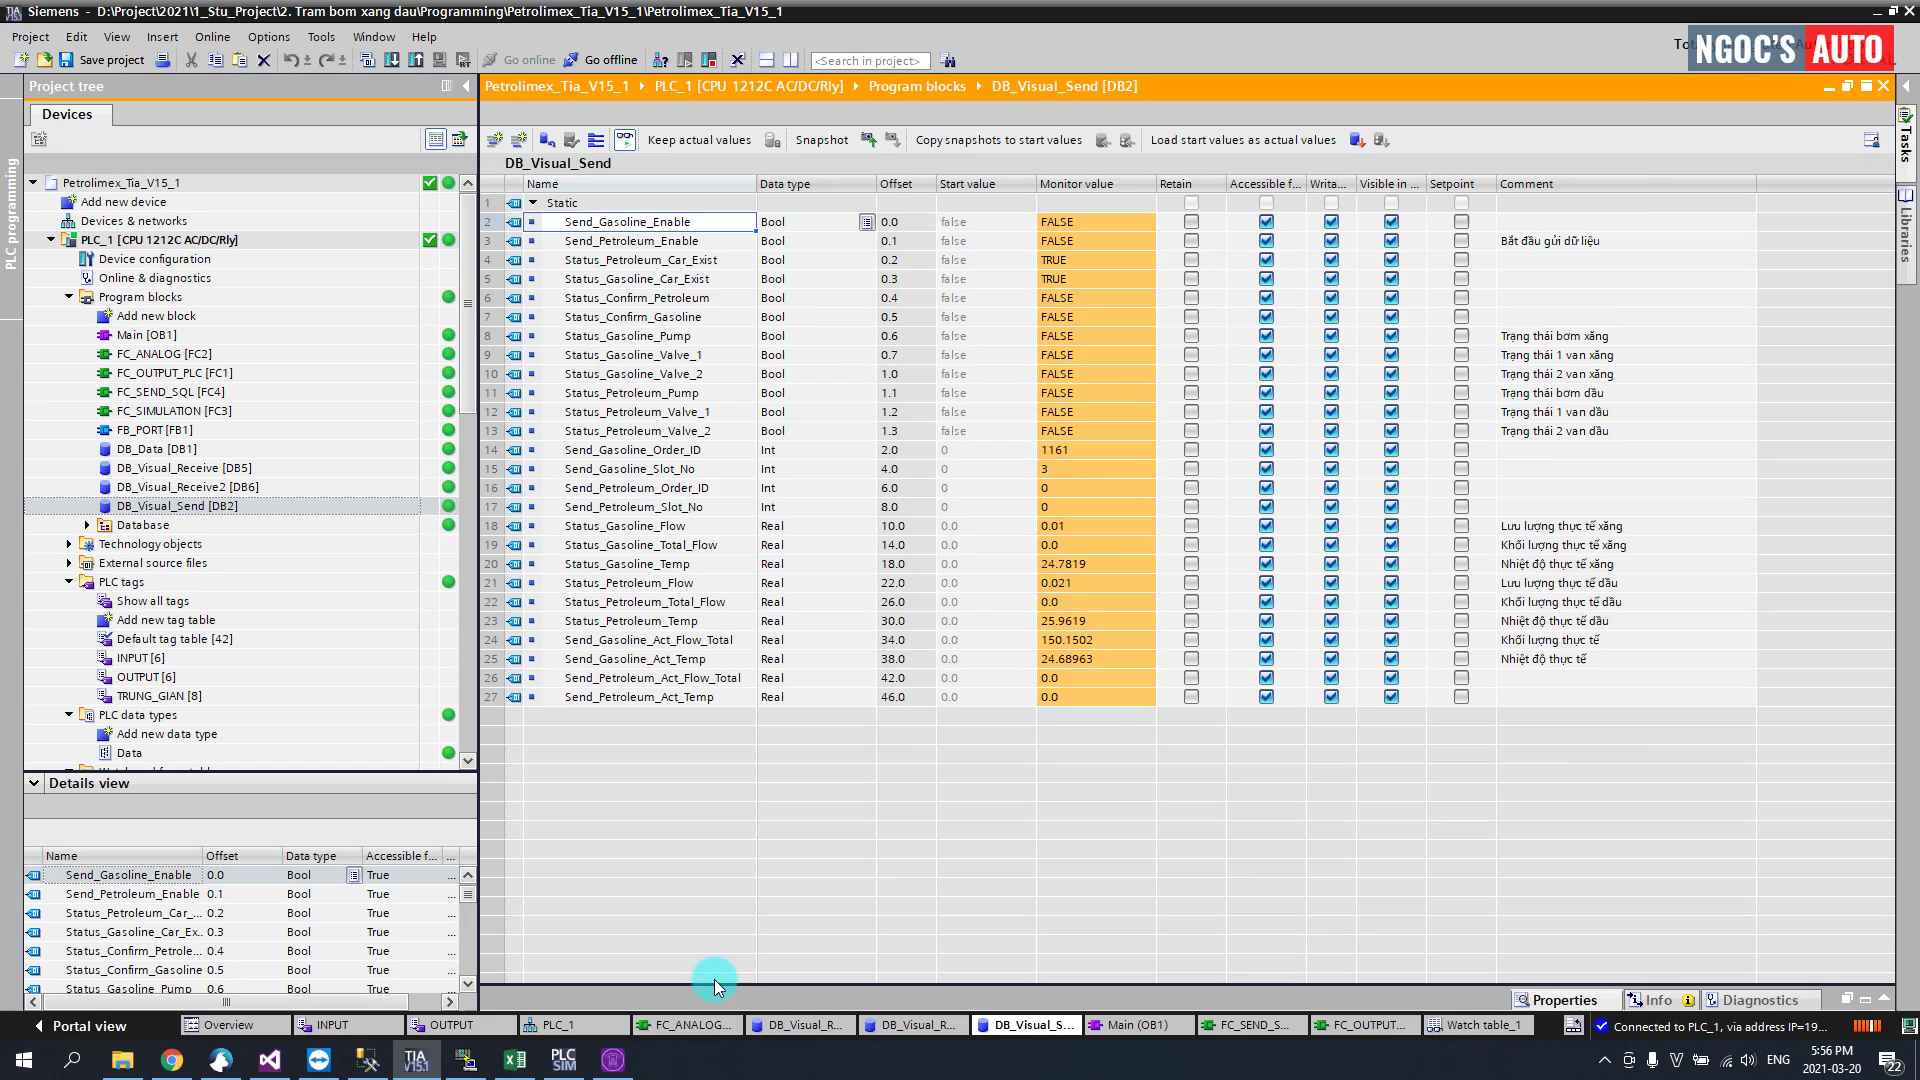 Siemens - D:\Project\2021\1_Stu_Project\2. Tram bom xang dau\Programming\Petrolimex_Tia_V15_1\Petrolimex_Tia_V15_1
Project Edit View Insert Online Options Tools Window Help
NGOC'S AUTO
Save project Go online Go offline <Search in project>
Project tree
Petrolimex_Tia_V15_1 PLC_1 [CPU 1212C AC/DC/Rly] Program blocks DB_Visual_Send [DB2]
Devices
Keep actual values Snapshot Copy snapshots to start values Load start values as actual values
PLC programming
Tasks
Libraries
Petrolimex_Tia_V15_1
Add new device
Devices & networks
PLC_1 [CPU 1212C AC/DC/Rly]
Device configuration
Online & diagnostics
Program blocks
Add new block
Main [OB1]
FC_ANALOG [FC2]
FC_OUTPUT_PLC [FC1]
FC_SEND_SQL [FC4]
FC_SIMULATION [FC3]
FB_PORT [FB1]
DB_Data [DB1]
DB_Visual_Receive [DB5]
DB_Visual_Receive2 [DB6]
DB_Visual_Send [DB2]
Database
Technology objects
External source files
PLC tags
Show all tags
Add new tag table
Default tag table [42]
INPUT [6]
OUTPUT [6]
TRUNG_GIAN [8]
PLC data types
Add new data type
Data
DB_Visual_Send
Name Data type Offset Start value Monitor value Retain Accessible f... Writa... Visible in ... Setpoint Comment
1 Static
2 Send_Gasoline_Enable Bool 0.0 false FALSE
3 Send_Petroleum_Enable Bool 0.1 false FALSE Bắt đầu gửi dữ liệu
4 Status_Petroleum_Car_Exist Bool 0.2 false TRUE
5 Status_Gasoline_Car_Exist Bool 0.3 false TRUE
6 Status_Confirm_Petroleum Bool 0.4 false FALSE
7 Status_Confirm_Gasoline Bool 0.5 false FALSE
8 Status_Gasoline_Pump Bool 0.6 false FALSE Trạng thái bơm xăng
9 Status_Gasoline_Valve_1 Bool 0.7 false FALSE Trạng thái 1 van xăng
10 Status_Gasoline_Valve_2 Bool 1.0 false FALSE Trạng thái 2 van xăng
11 Status_Petroleum_Pump Bool 1.1 false FALSE Trạng thái bơm dầu
12 Status_Petroleum_Valve_1 Bool 1.2 false FALSE Trạng thái 1 van dầu
13 Status_Petroleum_Valve_2 Bool 1.3 false FALSE Trạng thái 2 van dầu
14 Send_Gasoline_Order_ID Int 2.0 0 1161
15 Send_Gasoline_Slot_No Int 4.0 0 3
16 Send_Petroleum_Order_ID Int 6.0 0 0
17 Send_Petroleum_Slot_No Int 8.0 0 0
18 Status_Gasoline_Flow Real 10.0 0.0 0.01 Lưu lượng thực tế xăng
19 Status_Gasoline_Total_Flow Real 14.0 0.0 0.0 Khối lượng thực tế xăng
20 Status_Gasoline_Temp Real 18.0 0.0 24.7819 Nhiệt độ thực tế xăng
21 Status_Petroleum_Flow Real 22.0 0.0 0.021 Lưu lượng thực tế dầu
22 Status_Petroleum_Total_Flow Real 26.0 0.0 0.0 Khối lượng thực tế dầu
23 Status_Petroleum_Temp Real 30.0 0.0 25.9619 Nhiệt độ thực tế dầu
24 Send_Gasoline_Act_Flow_Total Real 34.0 0.0 150.1502 Khối lượng thực tế
25 Send_Gasoline_Act_Temp Real 38.0 0.0 24.68963 Nhiệt độ thực tế
26 Send_Petroleum_Act_Flow_Total Real 42.0 0.0 0.0
27 Send_Petroleum_Act_Temp Real 46.0 0.0 0.0
Details view
Name Offset Data type Accessible f... ...
Send_Gasoline_Enable 0.0 Bool True ...
Send_Petroleum_Enable 0.1 Bool True ...
Status_Petroleum_Car_... 0.2 Bool True ...
Status_Gasoline_Car_Ex.. 0.3 Bool True ...
Status_Confirm_Petrole... 0.4 Bool True ...
Status_Confirm_Gasoline 0.5 Bool True ...
Status_Gasoline_Pump 0.6 Bool True ...
Properties Info Diagnostics
Portal view Overview INPUT OUTPUT PLC_1 FC_ANALOG... DB_Visual_R... DB_Visual_R... DB_Visual_S... Main (OB1) FC_SEND_S... FC_OUTPUT... Watch table_1 Connected to PLC_1, via address IP=19...
TIA V15.1 PLC SIM ENG 5:56 PM
2021-03-20 22